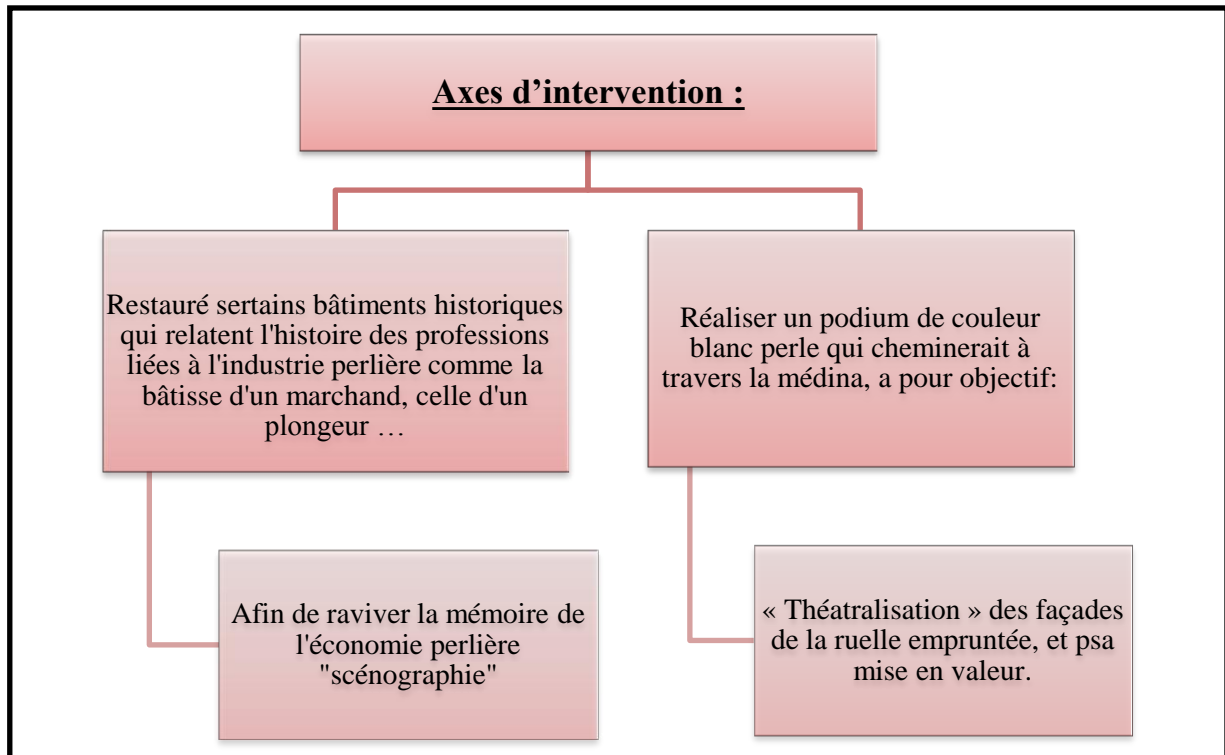 Axes d’intervention :
Restauré sertains bâtiments historiques
qui relatent l'histoire des professions
liées à l'industrie perlière comme la
bâtisse d'un marchand, celle d'un
plongeur …
Afin de raviver la mémoire de
l'économie perlière
"scénographie"
Réaliser un podium de couleur
blanc perle qui cheminerait à
travers la médina, a pour objectif:
« Théatralisation » des façades
de la ruelle empruntée, et psa
mise en valeur.